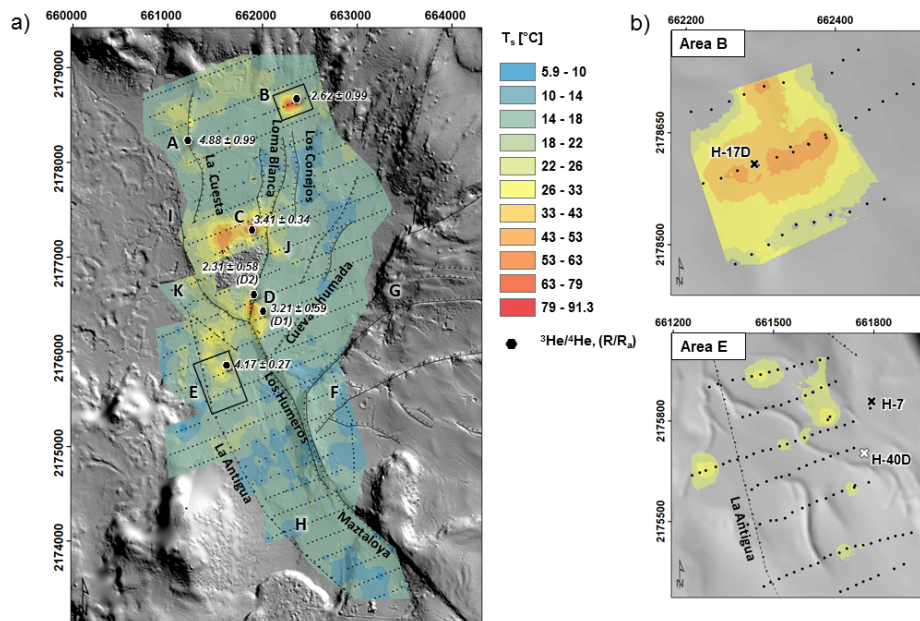 a)
660000
661000
662000
663000
664000
2179000
2178000
2177000
2176000
2175000
2174000
B
2.62 ± 0.99
A
4.88 ± 0.99
La Cuesta
Loma Blanca
Los Conejos
I
C
3.41 ± 0.34
J
2.31 ± 0.58
(D2)
K
D
3.21 ± 0.59
(D1)
Cueva Ahumada
G
4.17 ± 0.27
E
F
Los Humeros
La Antigua
H
Maztaloya
N
Ts [°C]
5.9 - 10
10 - 14
14 - 18
18 - 22
22 - 26
26 - 33
33 - 43
43 - 53
53 - 63
63 - 79
79 - 91.3
³He/⁴He, (R/Ra)
b)
662200
662400
Area B
2178650
2178500
H-17D
N
661200
661500
661800
Area E
2175800
2175500
H-7
H-40D
La Antigua
N